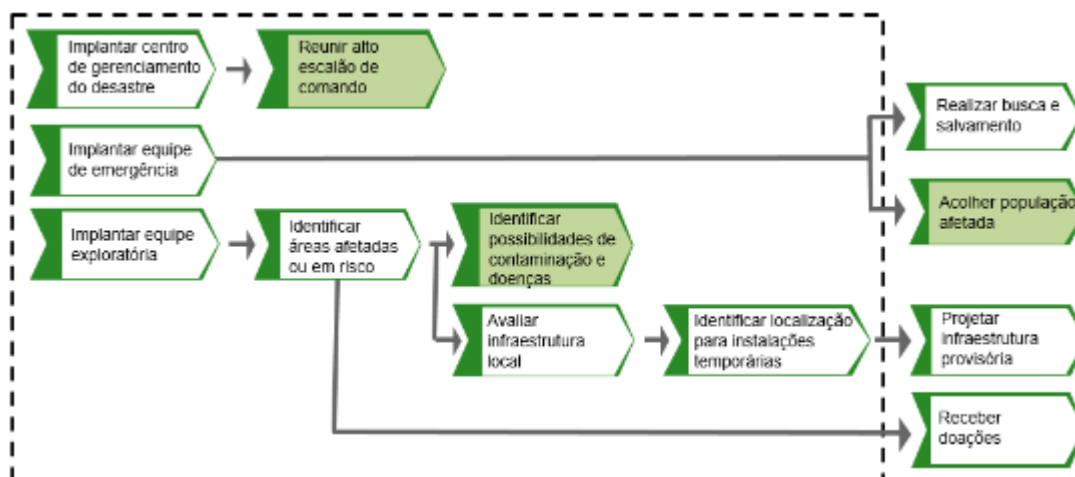 Implantar centro
de gerenciamento
do desastre
Reunir alto
escalão de
comando
Realizar busca e
salvamento
Implantar equipe
de emergência
Acolher população
afetada
Implantar equipe
exploratória
Identificar
áreas afetadas
ou em risco
Identificar
possibilidades de
contaminação e
doenças
Avaliar
infraestrutura
local
Identificar localização
para instalações
temporárias
Projetar
infraestrutura
provisória
Receber
doações